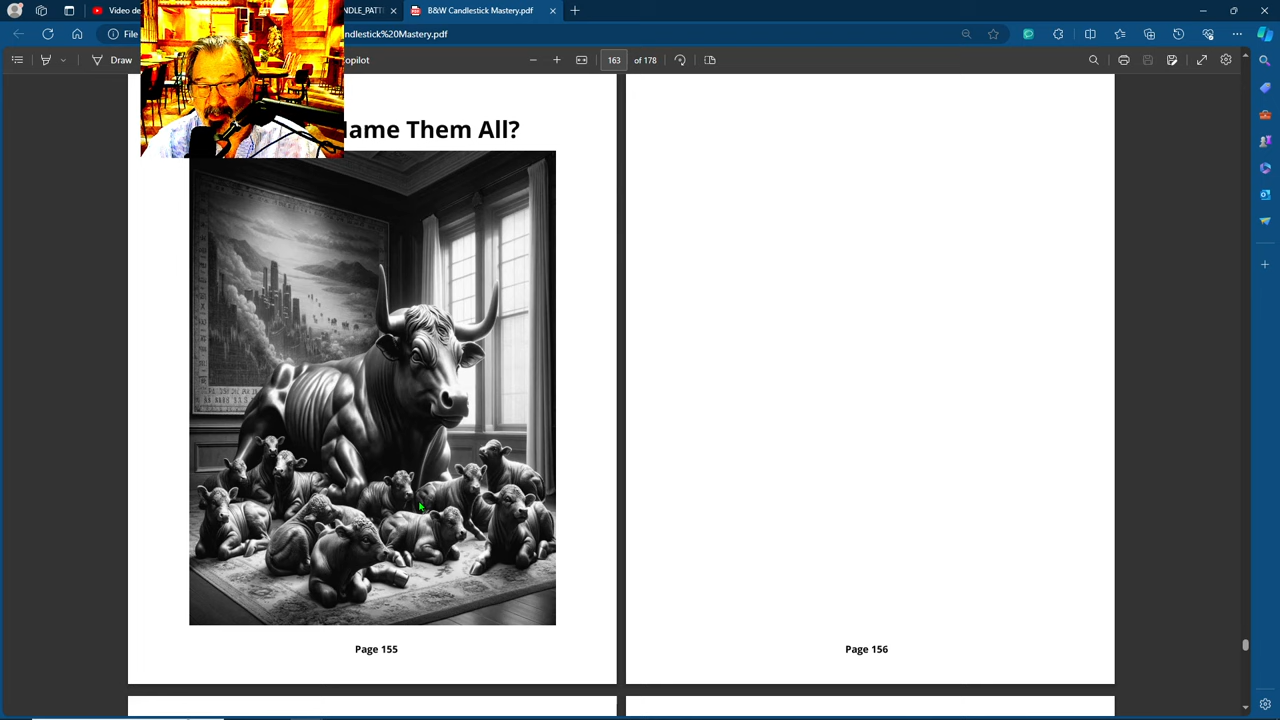 Video de
NDLE_PATT
B&W Candlestick Mastery.pdf
File
dlestick%20Mastery.pdf
Draw
opilot
163
of 178
ame Them All?
Page 155
Page 156